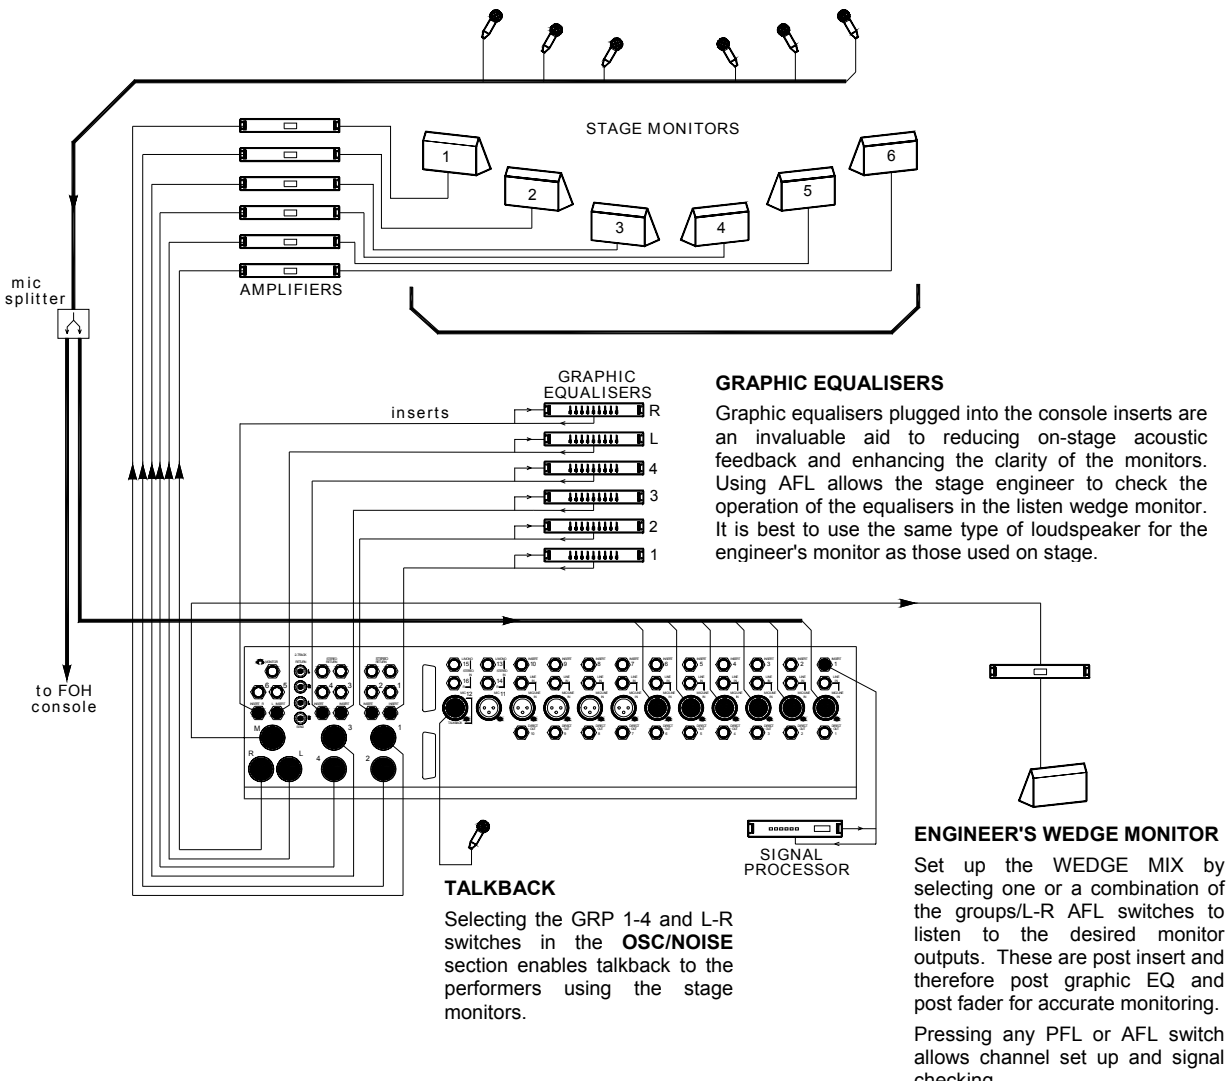 STAGE MONITORS
1
2
3
4
5
6
AMPLIFIERS
mic
splitter
GRAPHIC
EQUALISERS
inserts
R
L
4
3
2
1
GRAPHIC EQUALISERS
Graphic equalisers plugged into the console inserts are
an invaluable aid to reducing on-stage acoustic
feedback and enhancing the clarity of the monitors.
Using AFL allows the stage engineer to check the
operation of the equalisers in the listen wedge monitor.
It is best to use the same type of loudspeaker for the
engineer's monitor as those used on stage.
to FOH
console
M
3
1
R
L
4
2
SIGNAL
PROCESSOR
TALKBACK
Selecting the GRP 1-4 and L-R
switches in the OSC/NOISE
section enables talkback to the
performers using the stage
monitors.
ENGINEER'S WEDGE MONITOR
Set up the WEDGE MIX by
selecting one or a combination of
the groups/L-R AFL switches to
listen to the desired monitor
outputs. These are post insert and
therefore post graphic EQ and
post fader for accurate monitoring.
Pressing any PFL or AFL switch
allows channel set up and signal
checking